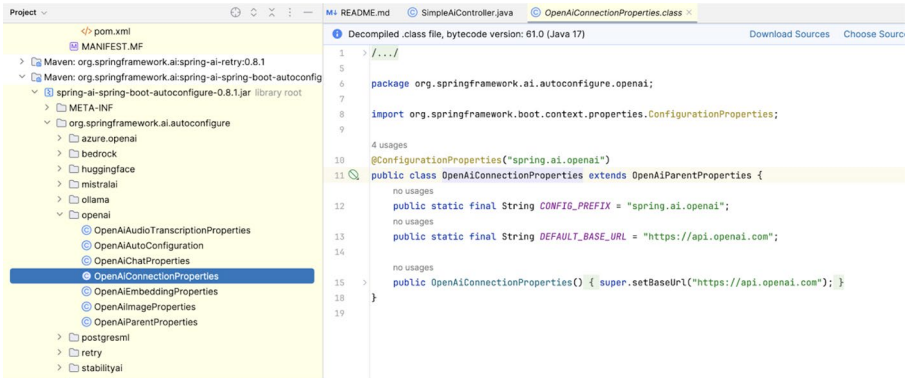 Project
pom.xml
MANIFEST.MF
Maven: org.springframework.ai:spring-ai-retry:0.8.1
Maven: org.springframework.ai:spring-ai-spring-boot-autoconfig
spring-ai-spring-boot-autoconfigure-0.8.1.jar library root
META-INF
org.springframework.ai.autoconfigure
azure.openai
bedrock
huggingface
mistralai
ollama
openai
OpenAiAudioTranscriptionProperties
OpenAiAutoConfiguration
OpenAiChatProperties
OpenAiConnectionProperties
OpenAiEmbeddingProperties
OpenAiImageProperties
OpenAiParentProperties
postgresml
retry
stabilityai
README.md SimpleAiController.java OpenAiConnectionProperties.class
Decompiled .class file, bytecode version: 61.0 (Java 17) Download Sources Choose Sourc
1 /.../
5
6 package org.springframework.ai.autoconfigure.openai;
7
8 import org.springframework.boot.context.properties.ConfigurationProperties;
9
4 usages
10 @ConfigurationProperties("spring.ai.openai")
11 public class OpenAiConnectionProperties extends OpenAiParentProperties {
no usages
12 public static final String CONFIG_PREFIX = "spring.ai.openai";
no usages
13 public static final String DEFAULT_BASE_URL = "https://api.openai.com";
14
no usages
15 public OpenAiConnectionProperties() { super.setBaseUrl("https://api.openai.com"); }
18 }
19